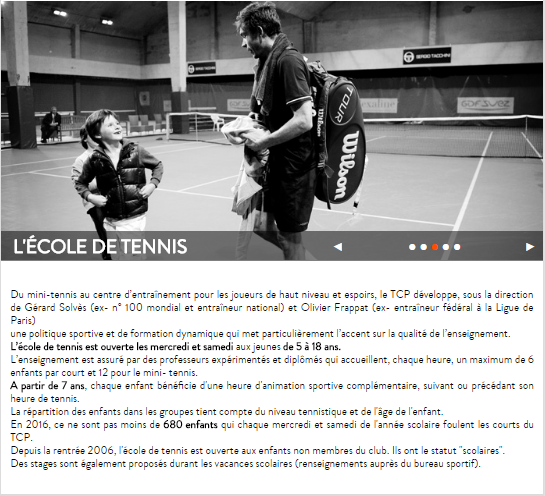 SERGIO TACCHINI
SERGIO TACCHINI
GDF SUEZ
TOUR
Wilson
Wilson
L'ÉCOLE DE TENNIS
Du mini-tennis au centre d'entraînement pour les joueurs de haut niveau et espoirs, le TCP développe, sous la direction
de Gérard Solvès (ex- n° 100 mondial et entraîneur national) et Olivier Frappat (ex- entraîneur fédéral à la Ligue de
Paris)
une politique sportive et de formation dynamique qui met particulièrement l'accent sur la qualité de l'enseignement.
L'école de tennis est ouverte les mercredi et samedi aux jeunes de 5 à 18 ans.
L'enseignement est assuré par des professeurs expérimentés et diplômés qui accueillent, chaque heure, un maximum de 6
enfants par court et 12 pour le mini- tennis.
A partir de 7 ans, chaque enfant bénéficie d'une heure d'animation sportive complémentaire, suivant ou précédant son
heure de tennis.
La répartition des enfants dans les groupes tient compte du niveau tennistique et de l'âge de l'enfant.
En 2016, ce ne sont pas moins de 680 enfants qui chaque mercredi et samedi de l'année scolaire foulent les courts du
TCP.
Depuis la rentrée 2006, l'école de tennis est ouverte aux enfants non membres du club. Ils ont le statut "scolaires".
Des stages sont également proposés durant les vacances scolaires (renseignements auprès du bureau sportif).